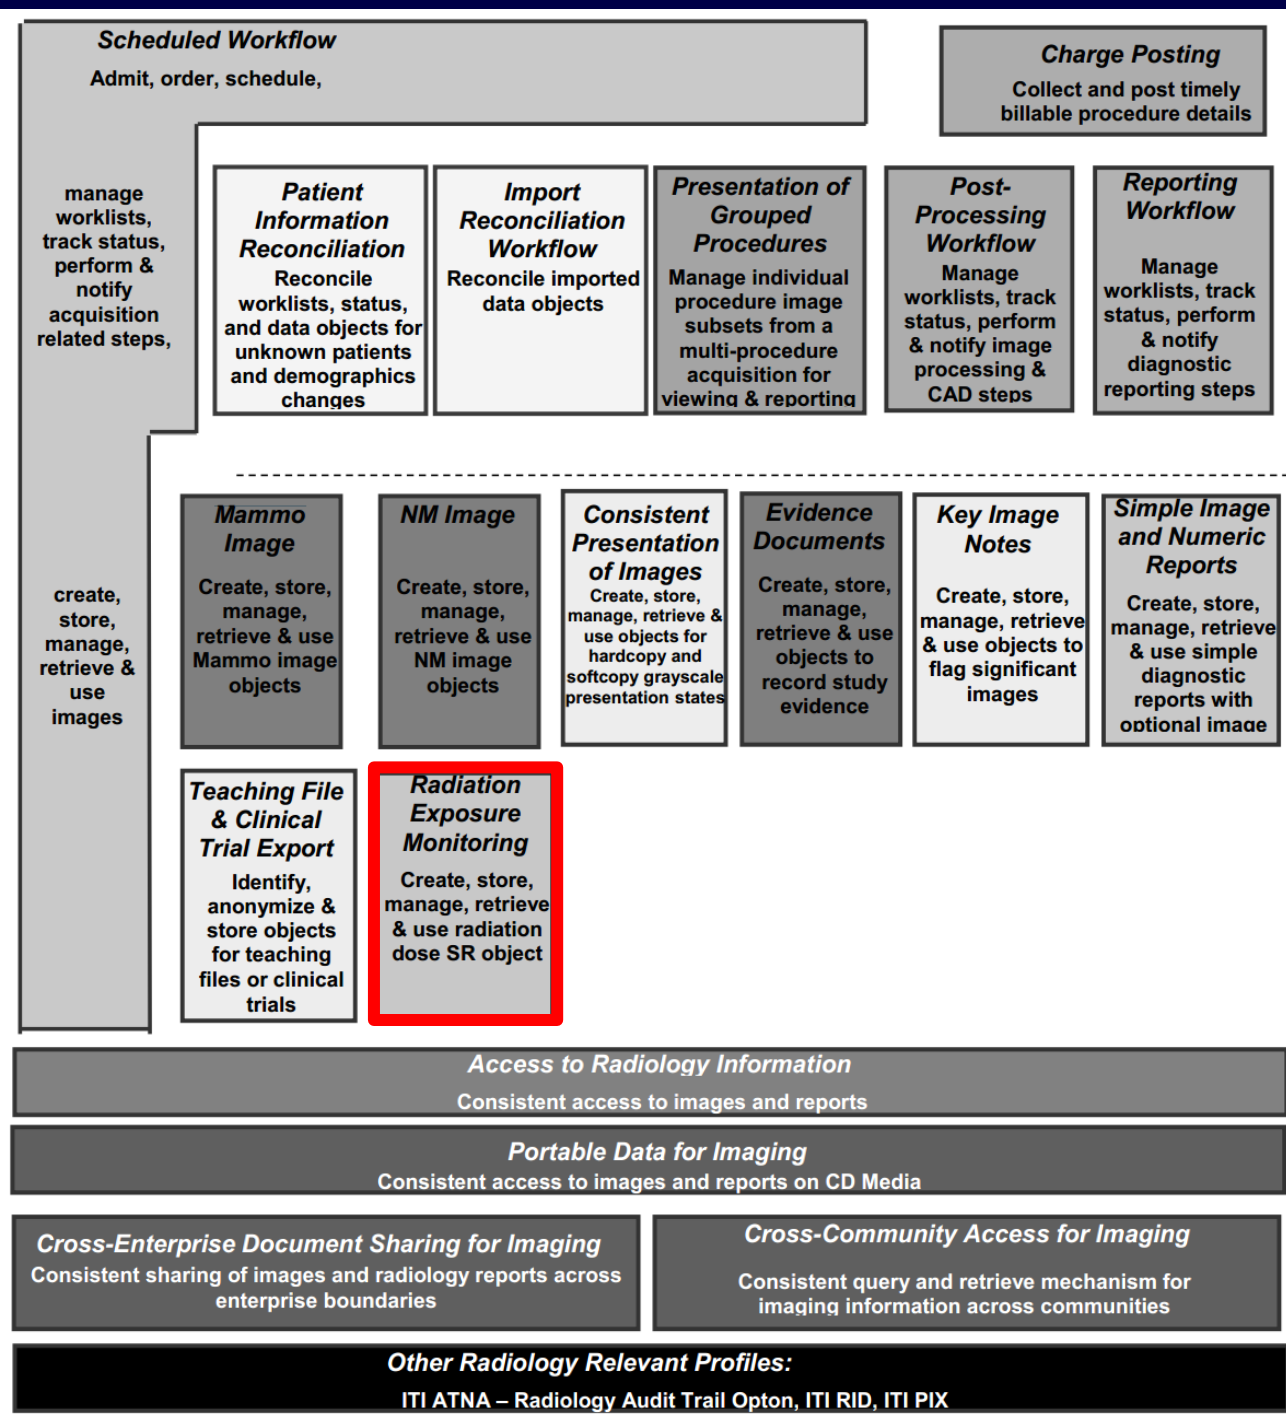 Scheduled Workflow
Admit, order, schedule,
manage
worklists,
track status,
perform &
notify
acquisition
related steps,
create,
store,
manage,
retrieve &
use
images
Charge Posting
Collect and post timely
billable procedure details
Patient
Information
Reconciliation
Reconcile
worklists, status,
and data objects for
unknown patients
and demographics
changes
Import
Reconciliation
Workflow
Reconcile imported
data objects
Presentation of
Grouped
Procedures
Manage individual
procedure image
subsets from a
multi-procedure
acquisition for
viewing & reporting
Post-
Processing
Workflow
Manage
worklists, track
status, perform
& notify image
processing &
CAD steps
Reporting
Workflow
Manage
worklists, track
status, perform
& notify
diagnostic
reporting steps
Mammo
Image
Create, store,
manage,
retrieve & use
Mammo image
objects
NM Image
Create, store,
manage,
retrieve & use
NM image
objects
Consistent
Presentation
of Images
Create, store,
manage, retrieve &
use objects for
hardcopy and
softcopy grayscale
presentation states
Evidence
Documents
Create, store,
manage,
retrieve & use
objects to
record study
evidence
Key Image
Notes
Create, store,
manage, retrieve
& use objects to
flag significant
images
Simple Image
and Numeric
Reports
Create, store,
manage, retrieve
& use simple
diagnostic
reports with
optional image
Teaching File
& Clinical
Trial Export
Identify,
anonymize &
store objects
for teaching
files or clinical
trials
Radiation
Exposure
Monitoring
Create, store,
manage, retrieve
& use radiation
dose SR object
Access to Radiology Information
Consistent access to images and reports
Portable Data for Imaging
Consistent access to images and reports on CD Media
Cross-Enterprise Document Sharing for Imaging
Consistent sharing of images and radiology reports across
enterprise boundaries
Cross-Community Access for Imaging
Consistent query and retrieve mechanism for
imaging information across communities
Other Radiology Relevant Profiles:
ITI ATNA – Radiology Audit Trail Opton, ITI RID, ITI PIX